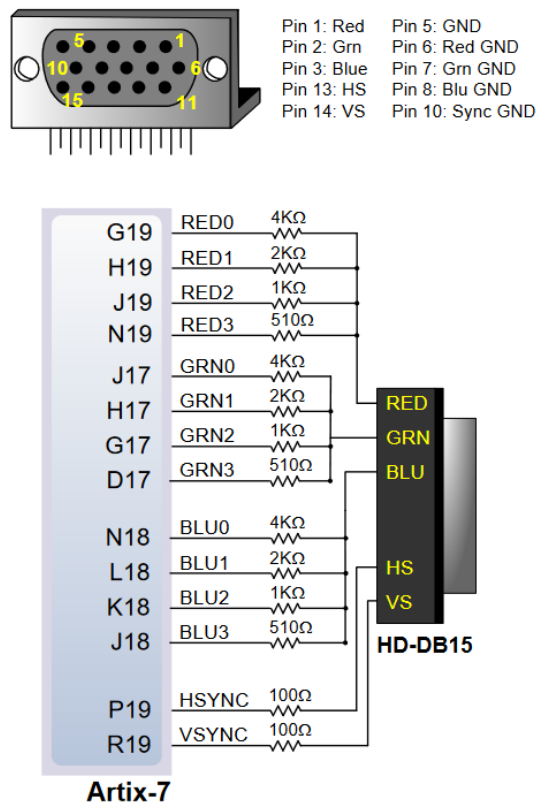 5
1
10
6
15
11
Pin 1: Red Pin 5: GND
Pin 2: Grn Pin 6: Red GND
Pin 3: Blue Pin 7: Grn GND
Pin 13: HS Pin 8: Blu GND
Pin 14: VS Pin 10: Sync GND
G19 RED0 4KΩ
H19 RED1 2KΩ
J19 RED2 1KΩ
N19 RED3 510Ω
J17 GRN0 4KΩ
H17 GRN1 2KΩ
G17 GRN2 1KΩ
D17 GRN3 510Ω
N18 BLU0 4KΩ
L18 BLU1 2KΩ
K18 BLU2 1KΩ
J18 BLU3 510Ω
P19 HSYNC 100Ω
R19 VSYNC 100Ω
RED
GRN
BLU
HS
VS
HD-DB15
Artix-7